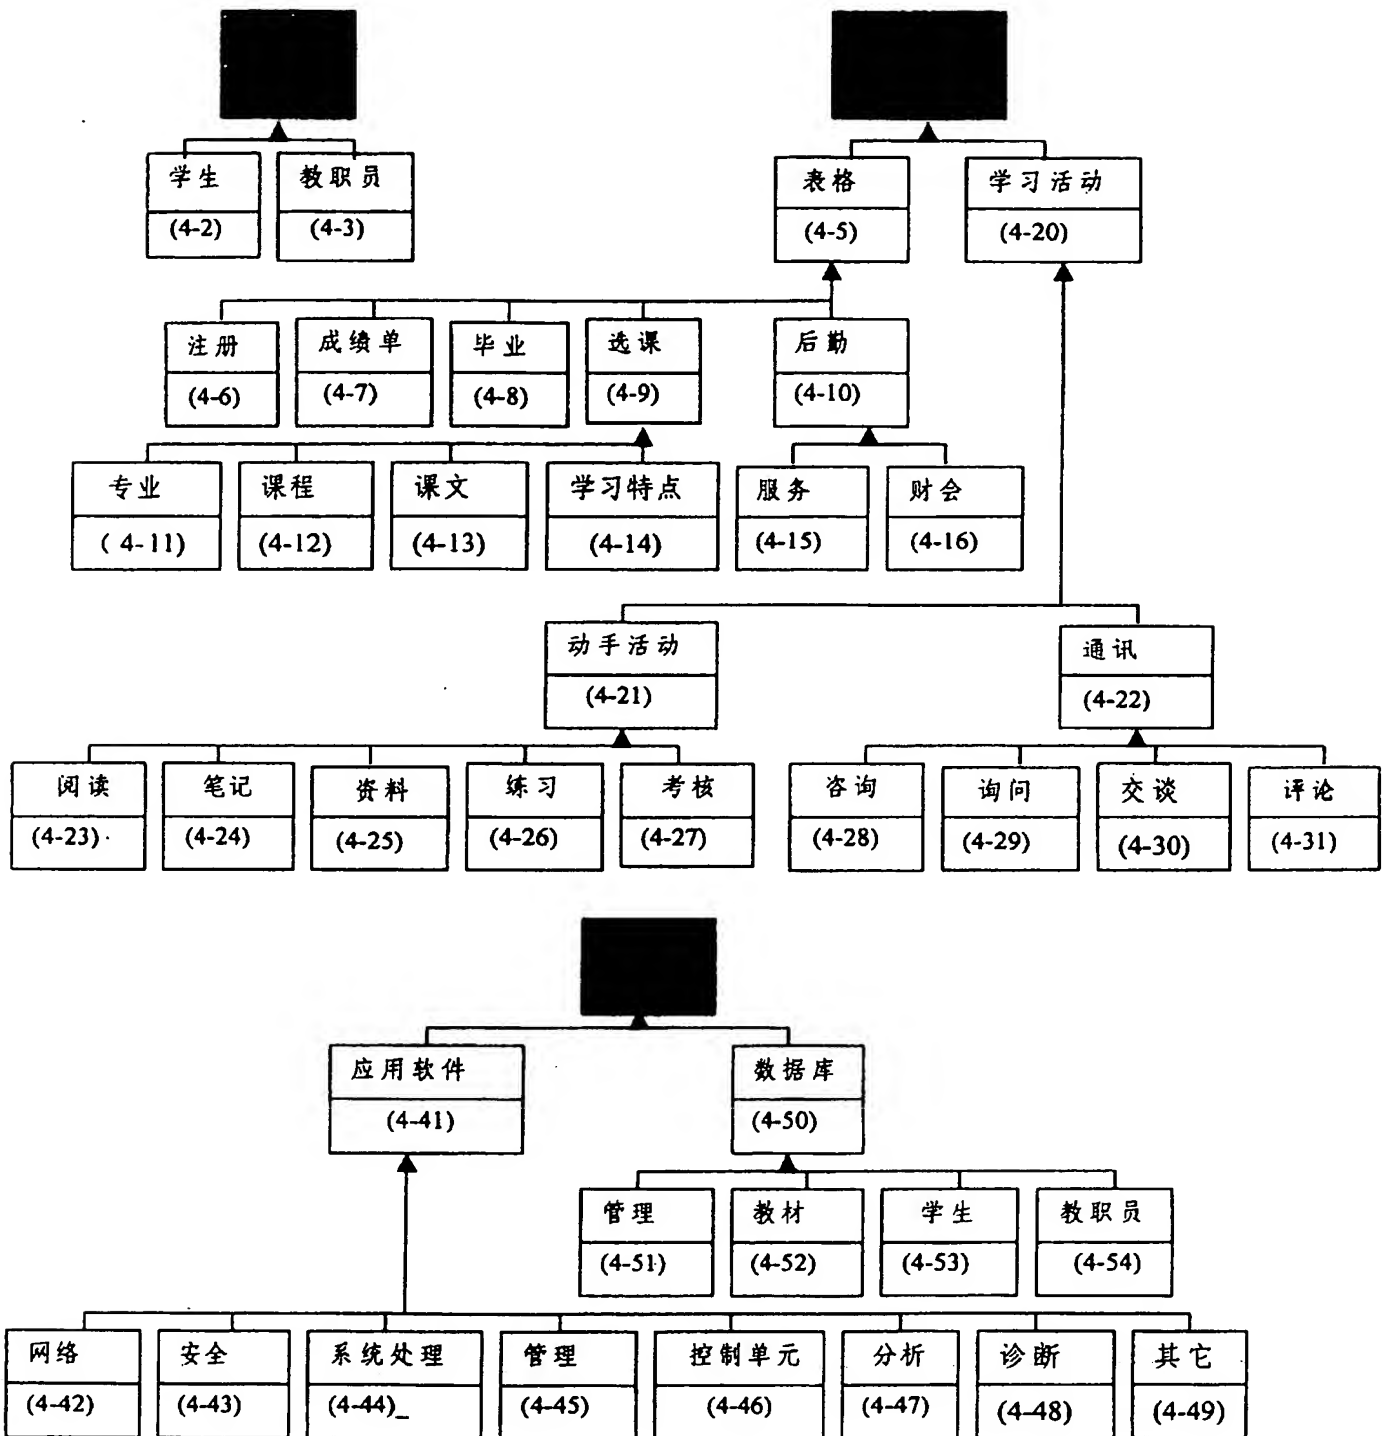 学生 教职员 表格 学习活动
(4-2) (4-3) (4-5) (4-20)
注册 成绩单 毕业 选课 后勤
(4-6) (4-7) (4-8) (4-9) (4-10)
专业 课程 课文 学习特点 服务 财会
( 4-11) (4-12) (4-13) (4-14) (4-15) (4-16)
动手活动 通讯
(4-21) (4-22)
阅读 笔记 资料 练习 考核 咨询 询问 交谈 评论
(4-23) (4-24) (4-25) (4-26) (4-27) (4-28) (4-29) (4-30) (4-31)
应用软件 数据库
(4-41) (4-50)
管理 教材 学生 教职员
(4-51) (4-52) (4-53) (4-54)
网络 安全 系统处理 管理 控制单元 分析 诊断 其它
(4-42) (4-43) (4-44)_ (4-45) (4-46) (4-47) (4-48) (4-49)